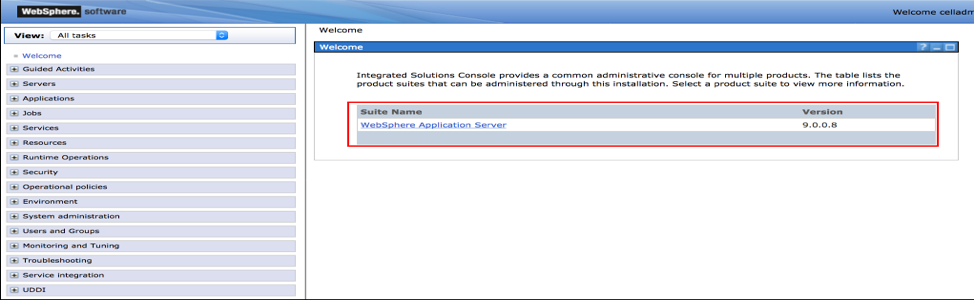 WebSphere. software
Welcome celladm
View: All tasks
Welcome
Guided Activities
Servers
Applications
Jobs
Services
Resources
Runtime Operations
Security
Operational policies
Environment
System administration
Users and Groups
Monitoring and Tuning
Troubleshooting
Service integration
UDDI
Welcome
Welcome
? 
Integrated Solutions Console provides a common administrative console for multiple products. The table lists the
product suites that can be administered through this installation. Select a product suite to view more information.
Suite Name Version
WebSphere Application Server 9.0.0.8